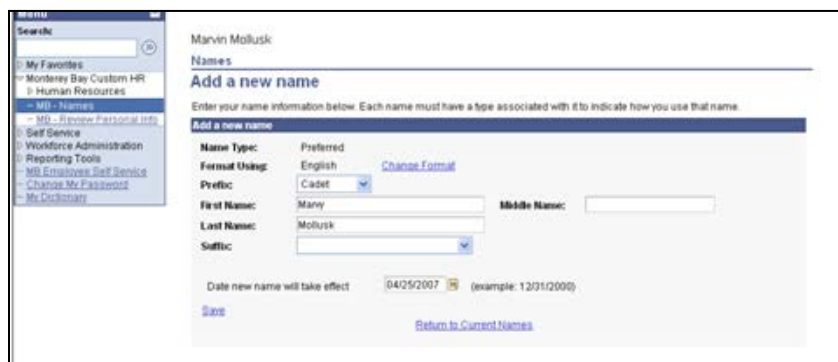 Menu
Search:
My Favorites
Monterey Bay Custom HR
Human Resources
MB - Names
MB - Review Personal Info
Self Service
Workforce Administration
Reporting Tools
MB Employee Self Service
Change My Password
My Dictionary
Marvin Mollusk
Names
Add a new name
Enter your name information below. Each name must have a type associated with it to indicate how you use that name.
Add a new name
Name Type: Preferred
Format Using: English Change Format
Prefix: Cadet
First Name: Marvy Middle Name:
Last Name: Mollusk
Suffix:
Date new name will take effect 04/25/2007 (example: 12/31/2000)
Save
Return to Current Names